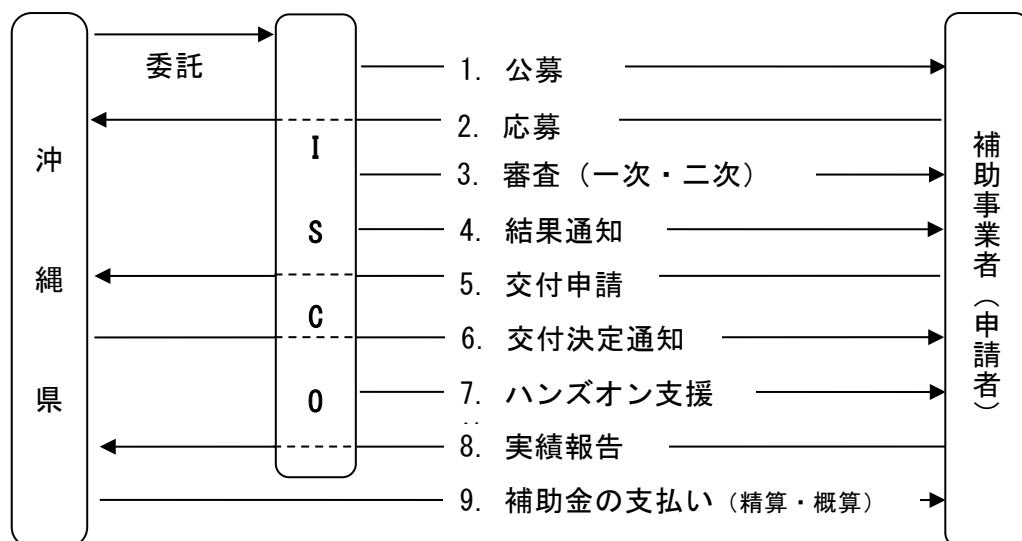 沖縄県
委託
ISCO
1. 公募
2. 応募
3. 審査（一次・二次）
4. 結果通知
5. 交付申請
6. 交付決定通知
7. ハンズオン支援
8. 実績報告
9. 補助金の支払い（精算・概算）
補助事業者（申請者）